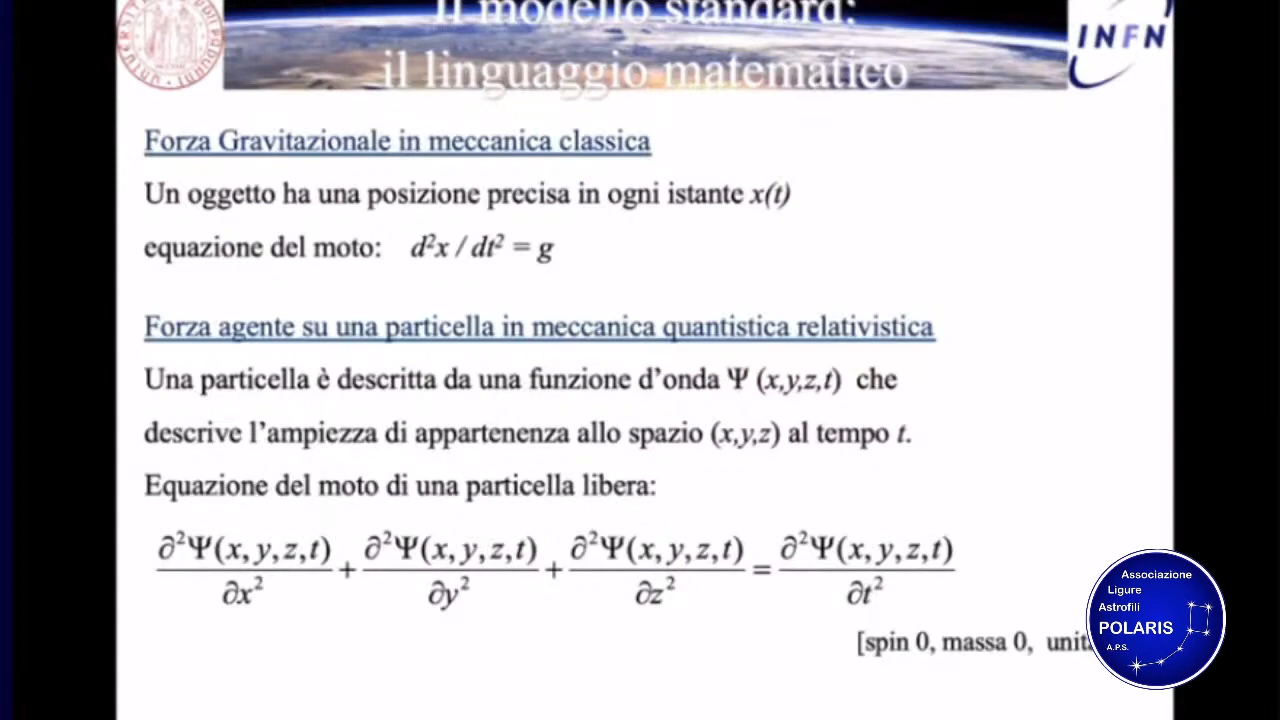 Il modello standard:
il linguaggio matematico
INFN
Forza Gravitazionale in meccanica classica
Un oggetto ha una posizione precisa in ogni istante x(t)
equazione del moto: d²x / dt² = g
Forza agente su una particella in meccanica quantistica relativistica
Una particella è descritta da una funzione d’onda Ψ (x,y,z,t) che
descrive l’ampiezza di appartenenza allo spazio (x,y,z) al tempo t.
Equazione del moto di una particella libera:
∂²Ψ(x, y, z, t)/∂x² + ∂²Ψ(x, y, z, t)/∂y² + ∂²Ψ(x, y, z, t)/∂z² = ∂²Ψ(x, y, z, t)/∂t²
[spin 0, massa 0,
Associazione
Ligure
Astrofili
POLARIS
A.P.S.